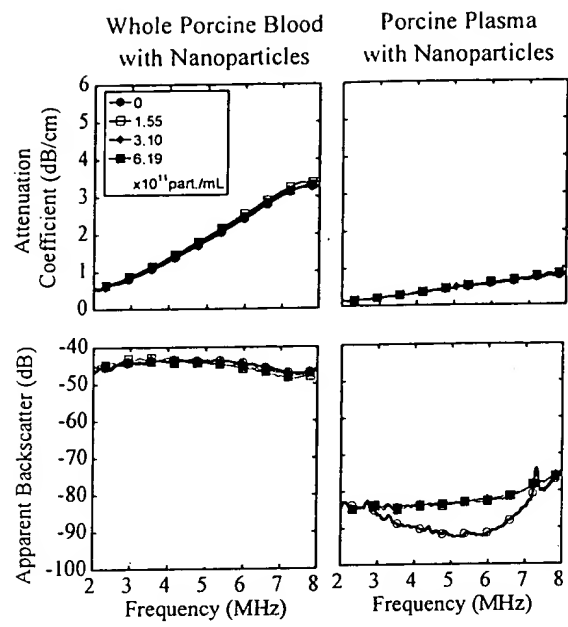 Whole Porcine Blood
with Nanoparticles
Porcine Plasma
with Nanoparticles
Attenuation
Coefficient (dB/cm)
6
5
4
3
2
1
0
0
1.55
3.10
6.19
x10¹¹part./mL
Apparent Backscatter (dB)
-40
-50
-60
-70
-80
-90
-100
2 3 4 5 6 7 8
Frequency (MHz)
2 3 4 5 6 7 8
Frequency (MHz)